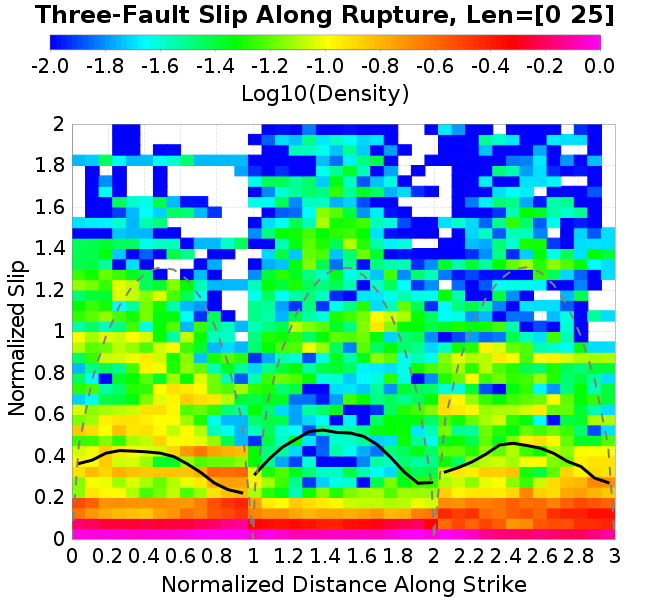 Three-Fault Slip Along Rupture, Len=[0 25]
-2.0 -1.8 -1.6 -1.4 -1.2 -1.0 -0.8 -0.6 -0.4 -0.2 0.0
Log10(Density)
2
1.8
1.6
1.4
1.2
1
0.8
0.6
0.4
0.2
0
Normalized Slip
0 0.2 0.4 0.6 0.8 1 1.2 1.4 1.6 1.8 2 2.2 2.4 2.6 2.8 3
Normalized Distance Along Strike